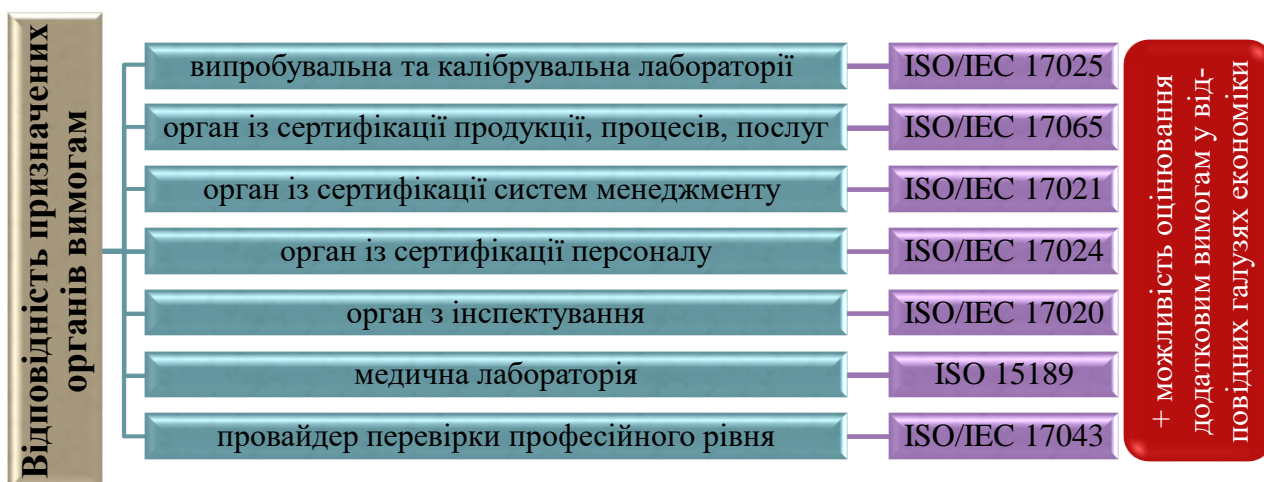 Відповідність призначених
органів вимогам
випробувальна та калібрувальна лабораторії
ISO/IEC 17025
орган із сертифікації продукції, процесів, послуг
ISO/IEC 17065
орган із сертифікації систем менеджменту
ISO/IEC 17021
орган із сертифікації персоналу
ISO/IEC 17024
орган з інспектування
ISO/IEC 17020
медична лабораторія
ISO 15189
провайдер перевірки професійного рівня
ISO/IEC 17043
+ можливість оцінювання
додатковим вимогам у від-
повідних галузях економіки